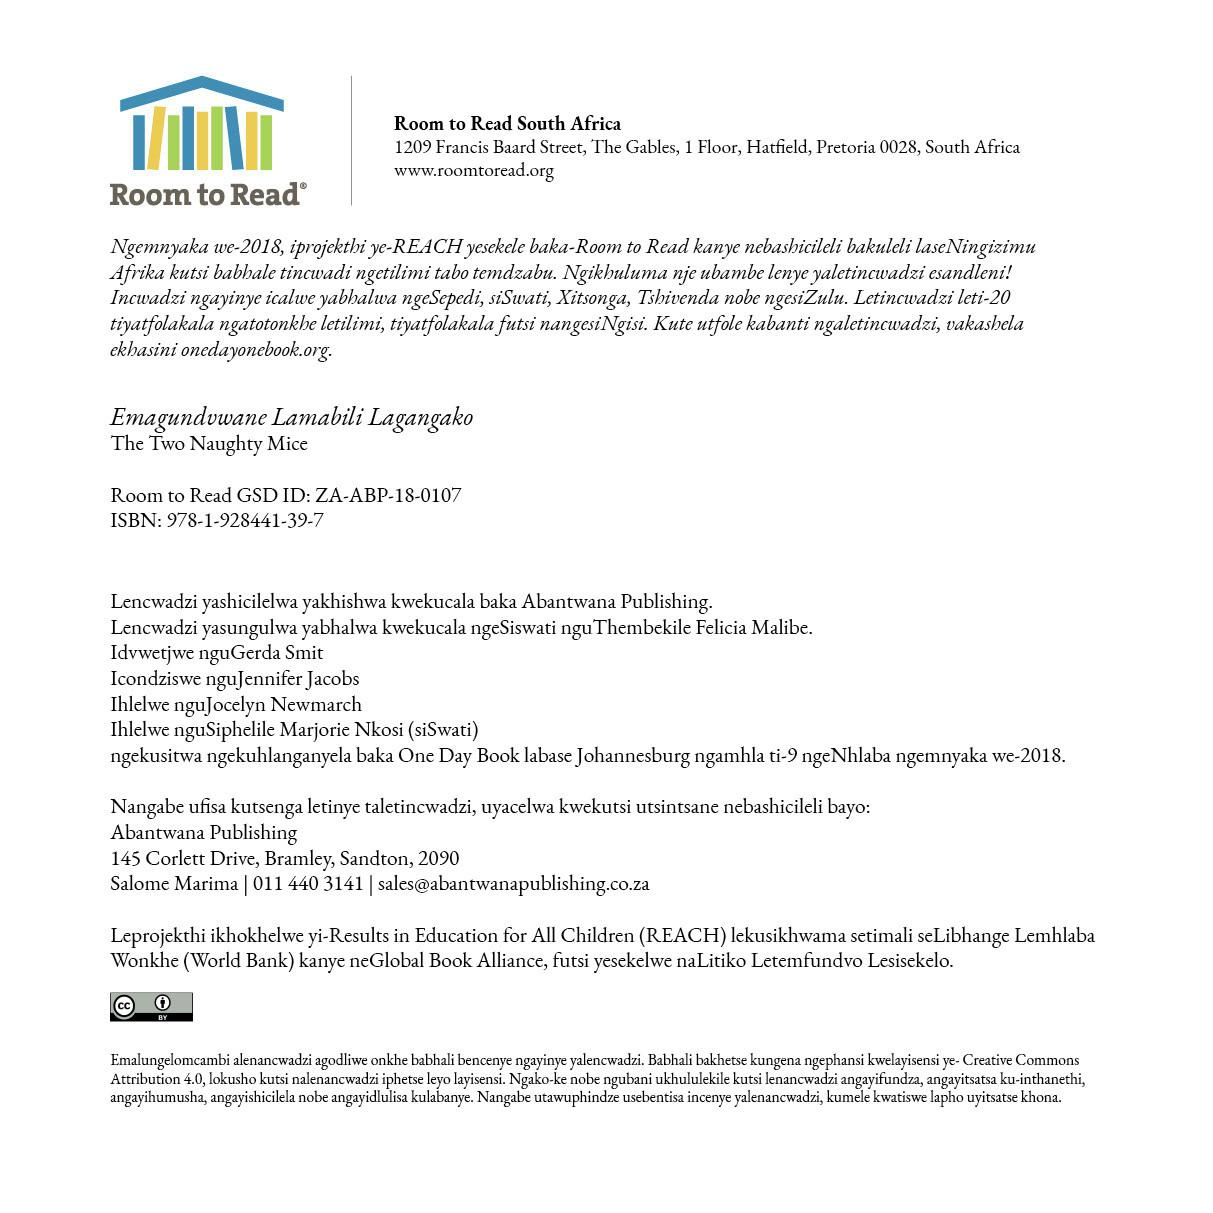 Room to Read®
Room to Read South Africa
1209 Francis Baard Street, The Gables, 1 Floor, Hatfield, Pretoria 0028, South Africa
www.roomtoread.org
Ngemnyaka we-2018, iprojekthi ye-REACH yesekele baka-Room to Read kanye nebashicileli bakuleli laseNingizimu
Afrika kutsi babhale tincwadi ngetilimi tabo temdzabu. Ngikhuluma nje ubambe lenye yaletincwadzi esandleni!
Incwadzi ngayinye icalwe yabhalwa ngeSepedi, siSwati, Xitsonga, Tshivenda nobe ngesiZulu. Letincwadzi leti-20
tiyatfolakala ngatotonkhe letilimi, tiyatfolakala futsi nangesiNgisi. Kute utfole kabanti ngaletincwadzi, vakashela
ekhasini onedayonebook.org.
Emagundvwane Lamabili Lagangako
The Two Naughty Mice
Room to Read GSD ID: ZA-ABP-18-0107
ISBN: 978-1-928441-39-7
Lencwadzi yashicilelwa yakhishwa kwekucala baka Abantwana Publishing.
Lencwadzi yasungulwa yabhalwa kwekucala ngeSiswati nguThembekile Felicia Malibe.
Idvwetjwe nguGerda Smit
Icondziswe nguJennifer Jacobs
Ihlelwe nguJocelyn Newmarch
Ihlelwe nguSiphelile Marjorie Nkosi (siSwati)
ngekusitwa ngekuhlanganyela baka One Day Book labase Johannesburg ngamhla ti-9 ngeNhlaba ngemnyaka we-2018.
Nangabe ufisa kutsenga letinye taletincwadzi, uyacelwa kwekutsi utsintsane nebashicileli bayo:
Abantwana Publishing
145 Corlett Drive, Bramley, Sandton, 2090
Salome Marima | 011 440 3141 | sales@abantwanapublishing.co.za
Leprojekthi ikhokhelwe yi-Results in Education for All Children (REACH) lekusikhwama setimali seLibhange Lemhlaba
Wonkhe (World Bank) kanye neGlobal Book Alliance, futsi yesekelwe naLitiko Letemfundvo Lesisekelo.
cc BY
Emalungelomcambi alenancwadzi agodliwe onkhe babhali bencenye ngayinye yalencwadzi. Babhali bakhetse kungena ngephansi kwelayisensi ye- Creative Commons
Attribution 4.0, lokusho kutsi nalenancwadzi iphetse leyo layisensi. Ngako-ke nobe ngubani ukhululekile kutsi lenancwadzi angayifundza, angayitsatsa ku-inthanethi,
angayihumusha, angayishicilela nobe angayidlulisa kulabanye. Nangabe utawuphindze usebentisa incenye yalenancwadzi, kumele kwatiswe lapho uyitsatse khona.